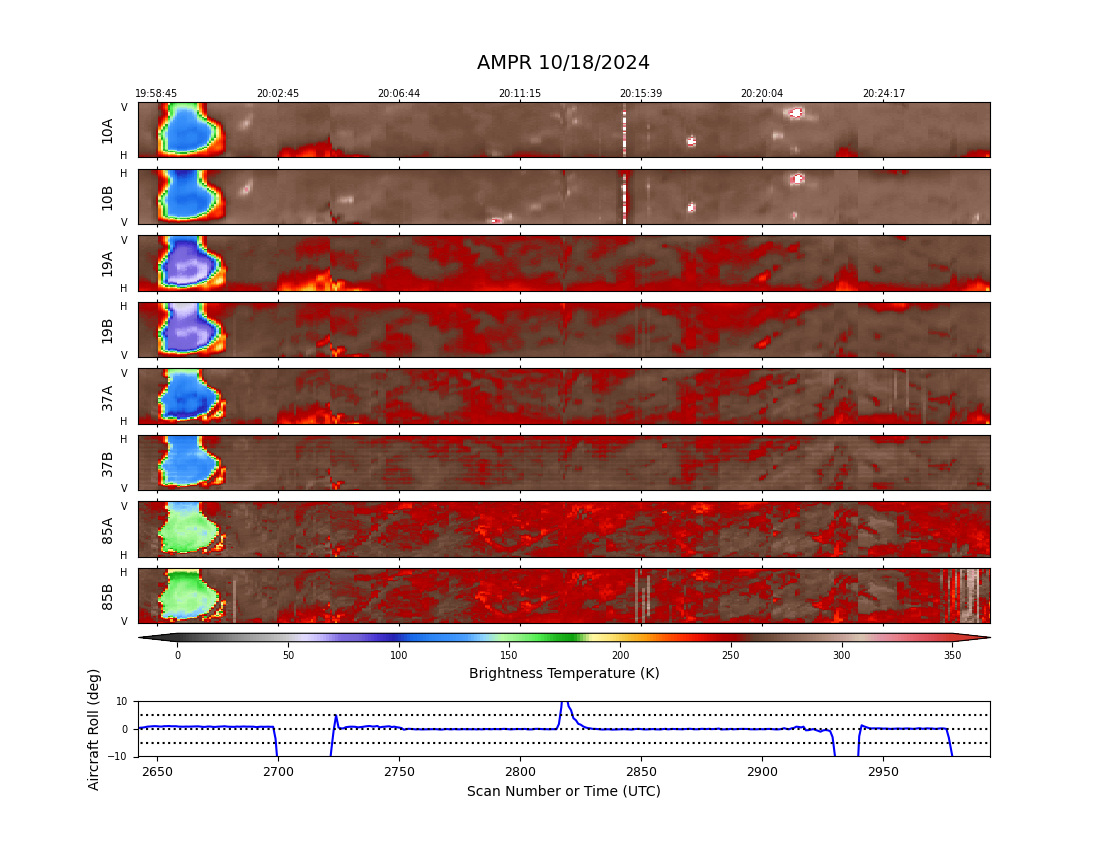 AMPR 10/18/2024
19:58:45 20:02:45 20:06:44 20:11:15 20:15:39 20:20:04 20:24:17
V
10A
H
H
10B
V
V
19A
H
H
19B
V
V
37A
H
H
37B
V
V
85A
H
H
85B
V
0 50 100 150 200 250 300 350
Brightness Temperature (K)
Aircraft Roll (deg)
10
0
−10
2650 2700 2750 2800 2850 2900 2950
Scan Number or Time (UTC)